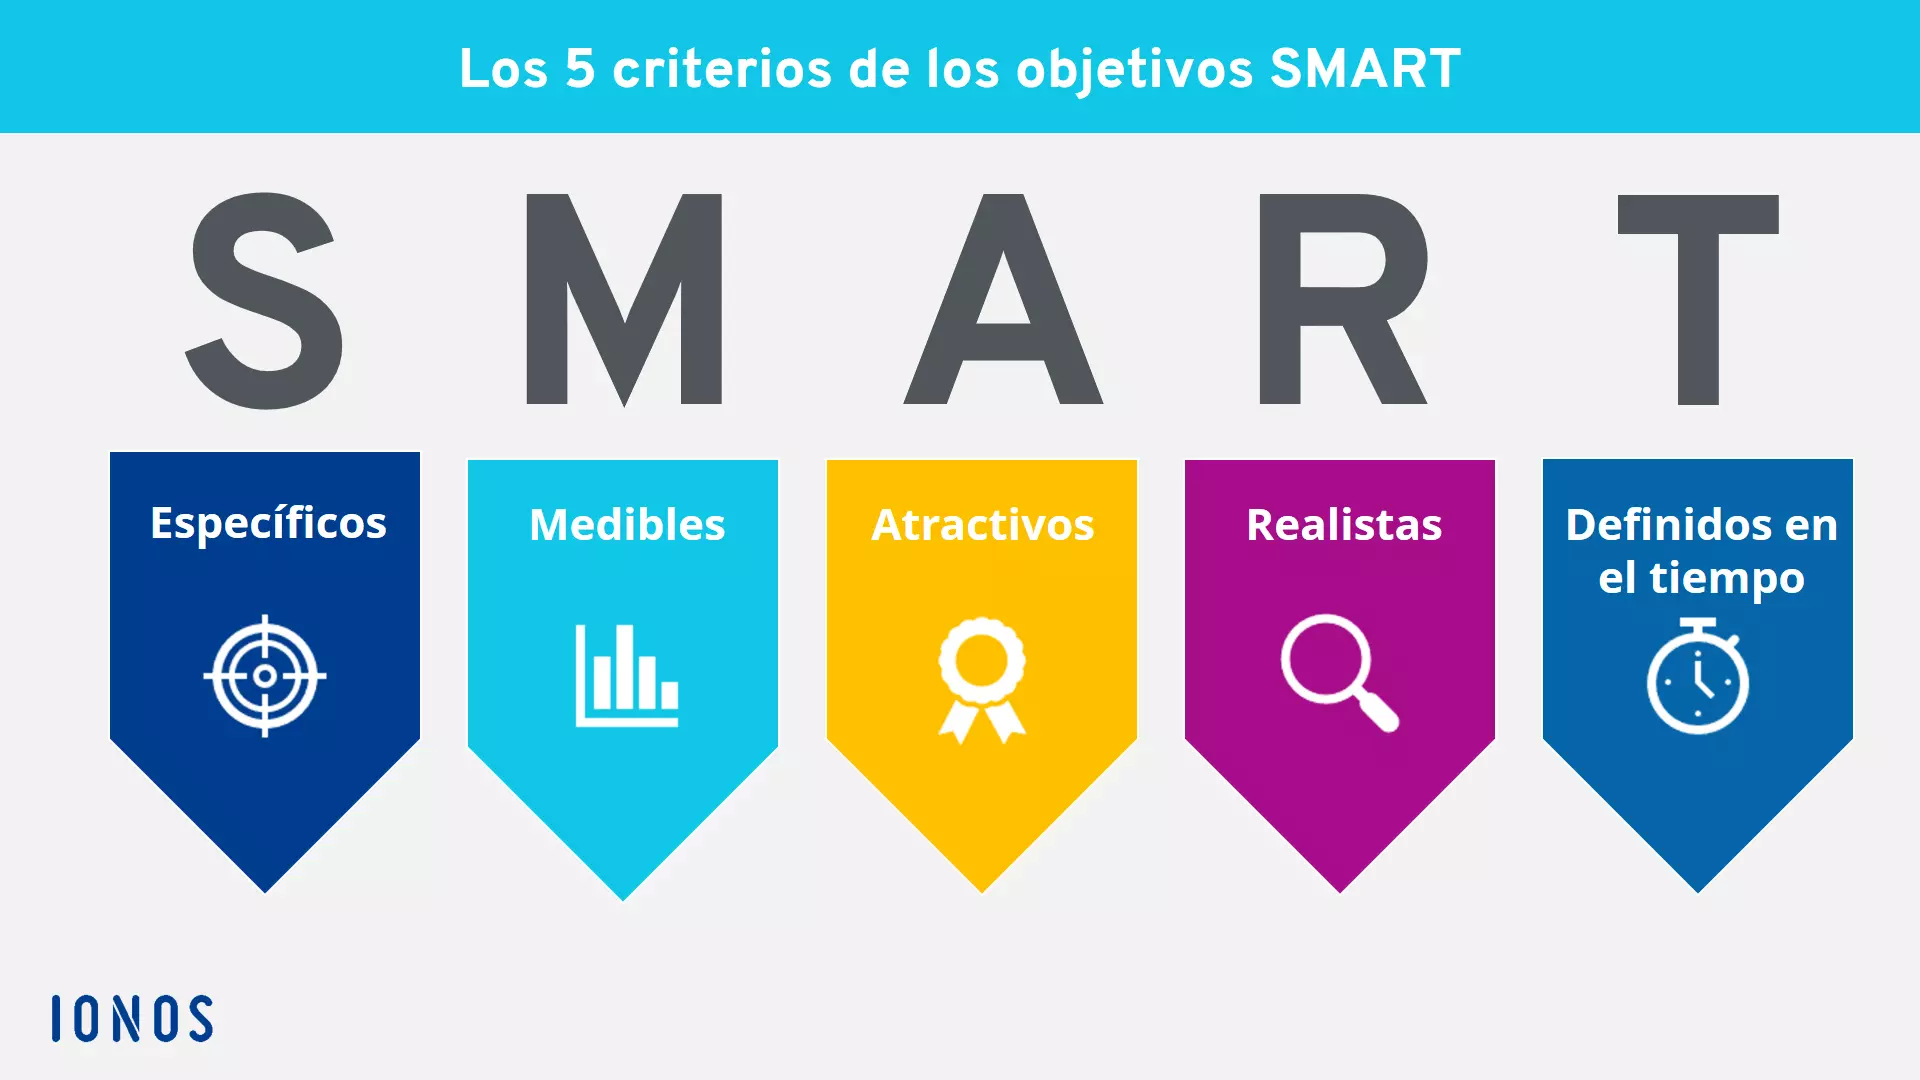 Los 5 criterios de los objetivos SMART
S M A R T
Específicos
Medibles
Atractivos
Realistas
Definidos en
el tiempo
IONOS